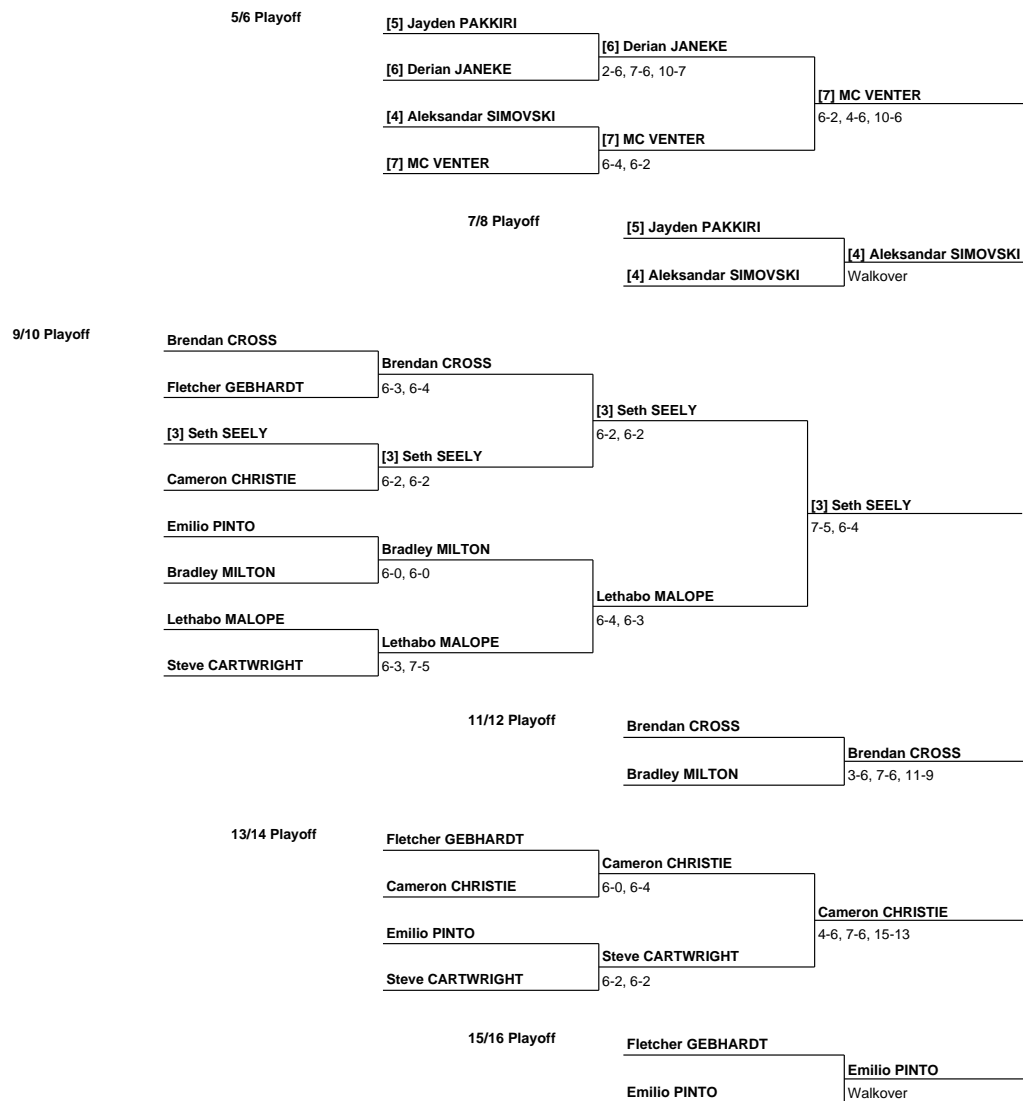 5/6 Playoff
[5] Jayden PAKKIRI
[6] Derian JANEKE
[6] Derian JANEKE
2-6, 7-6, 10-7
[7] MC VENTER
6-2, 4-6, 10-6
[4] Aleksandar SIMOVSKI
[7] MC VENTER
[7] MC VENTER
6-4, 6-2
7/8 Playoff
[5] Jayden PAKKIRI
[4] Aleksandar SIMOVSKI
[4] Aleksandar SIMOVSKI
Walkover
9/10 Playoff
Brendan CROSS
Brendan CROSS
Fletcher GEBHARDT
6-3, 6-4
[3] Seth SEELY
6-2, 6-2
[3] Seth SEELY
[3] Seth SEELY
Cameron CHRISTIE
6-2, 6-2
[3] Seth SEELY
7-5, 6-4
Emilio PINTO
Bradley MILTON
Bradley MILTON
6-0, 6-0
Lethabo MALOPE
6-4, 6-3
Lethabo MALOPE
Lethabo MALOPE
Steve CARTWRIGHT
6-3, 7-5
11/12 Playoff
Brendan CROSS
Brendan CROSS
Bradley MILTON
3-6, 7-6, 11-9
13/14 Playoff
Fletcher GEBHARDT
Cameron CHRISTIE
Cameron CHRISTIE
6-0, 6-4
Cameron CHRISTIE
4-6, 7-6, 15-13
Emilio PINTO
Steve CARTWRIGHT
Steve CARTWRIGHT
6-2, 6-2
15/16 Playoff
Fletcher GEBHARDT
Emilio PINTO
Emilio PINTO
Walkover